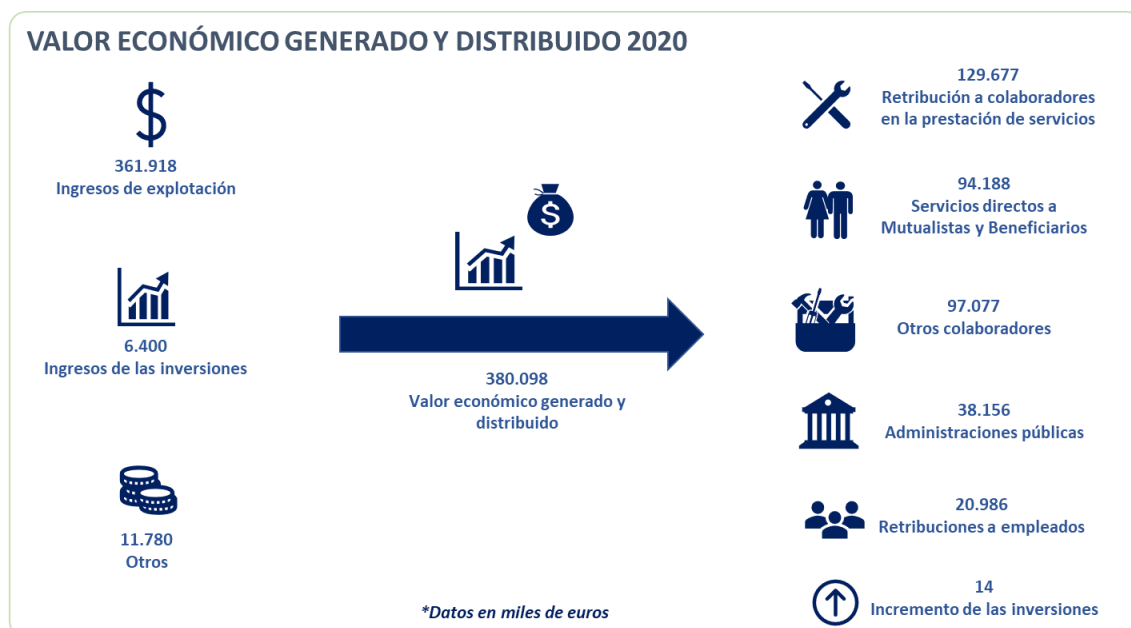 VALOR ECONÓMICO GENERADO Y DISTRIBUIDO 2020
361.918
Ingresos de explotación
6.400
Ingresos de las inversiones
11.780
Otros
380.098
Valor económico generado y
distribuido
*Datos en miles de euros
129.677
Retribución a colaboradores
en la prestación de servicios
94.188
Servicios directos a
Mutualistas y Beneficiarios
97.077
Otros colaboradores
38.156
Administraciones públicas
20.986
Retribuciones a empleados
14
Incremento de las inversiones